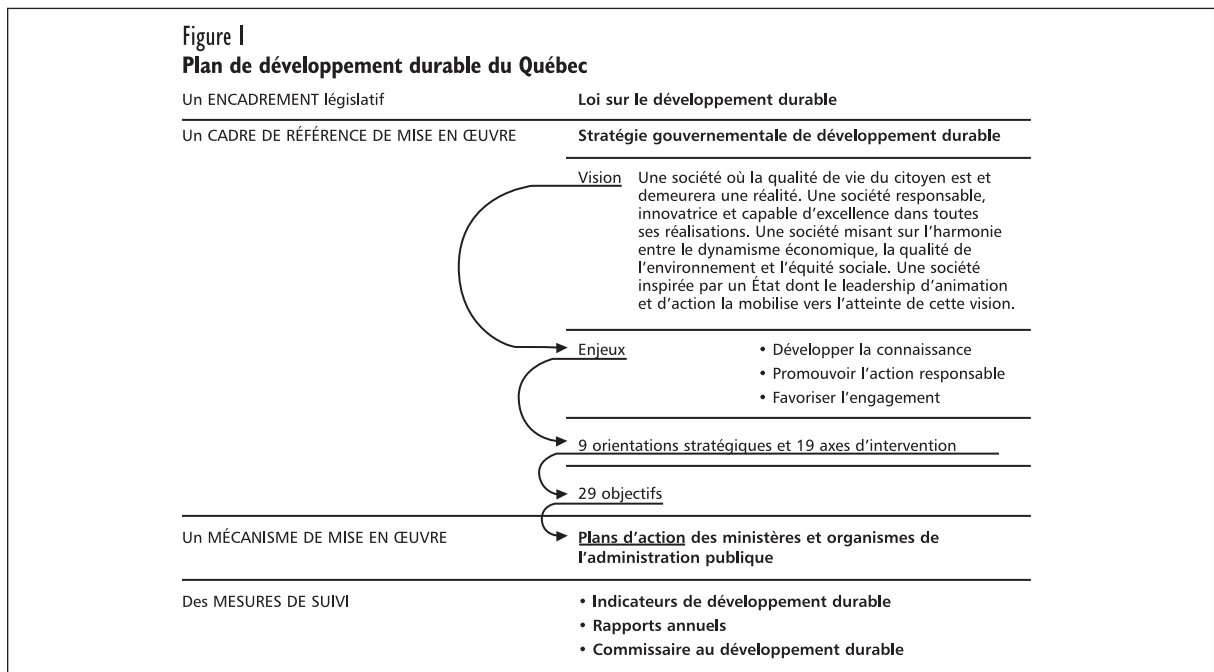 Figure 1
Plan de développement durable du Québec
Un ENCADREMENT législatif Loi sur le développement durable
Un CADRE DE RÉFÉRENCE DE MISE EN ŒUVRE Stratégie gouvernementale de développement durable
Vision Une société où la qualité de vie du citoyen est et
demeurera une réalité. Une société responsable,
innovatrice et capable d'excellence dans toutes
ses réalisations. Une société misant sur l'harmonie
entre le dynamisme économique, la qualité de
l'environnement et l'équité sociale. Une société
inspirée par un État dont le leadership d'animation
et d'action la mobilise vers l'atteinte de cette vision.
Enjeux • Développer la connaissance
• Promouvoir l'action responsable
• Favoriser l'engagement
9 orientations stratégiques et 19 axes d'intervention
29 objectifs
Un MÉCANISME DE MISE EN ŒUVRE Plans d'action des ministères et organismes de
l'administration publique
Des MESURES DE SUIVI • Indicateurs de développement durable
• Rapports annuels
• Commissaire au développement durable